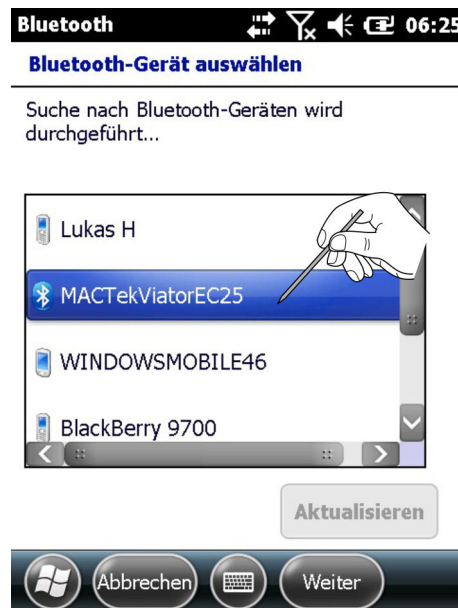 Bluetooth 06:25
Bluetooth-Gerät auswählen
Suche nach Bluetooth-Geräten wird
durchgeführt...
Lukas H
MACTekViatorEC25
WINDOWSMOBILE46
BlackBerry 9700
Aktualisieren
Abbrechen Weiter